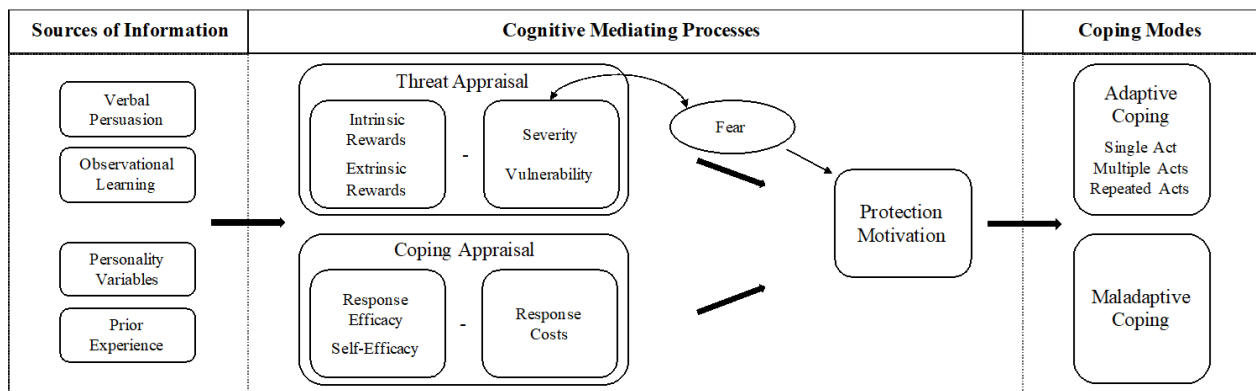 Sources of Information
Cognitive Mediating Processes
Coping Modes
Verbal
Persuasion
Observational
Learning
Personality
Variables
Prior
Experience
Threat Appraisal
Intrinsic
Rewards
Extrinsic
Rewards
-
Severity
Vulnerability
Fear
Coping Appraisal
Response
Efficacy
Self-Efficacy
-
Response
Costs
Protection
Motivation
Adaptive
Coping
Single Act
Multiple Acts
Repeated Acts
Maladaptive
Coping